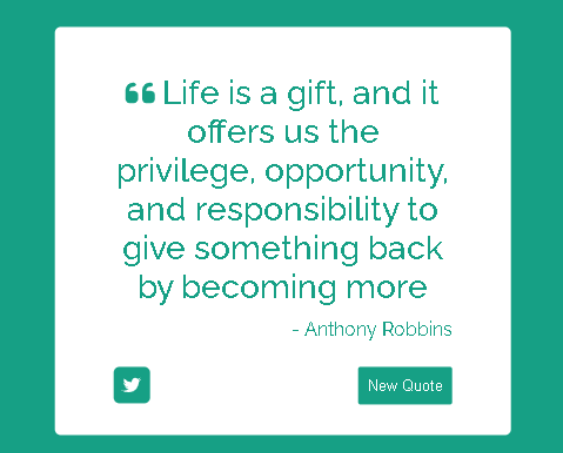 “ Life is a gift, and it
offers us the
privilege, opportunity,
and responsibility to
give something back
by becoming more
- Anthony Robbins
New Quote